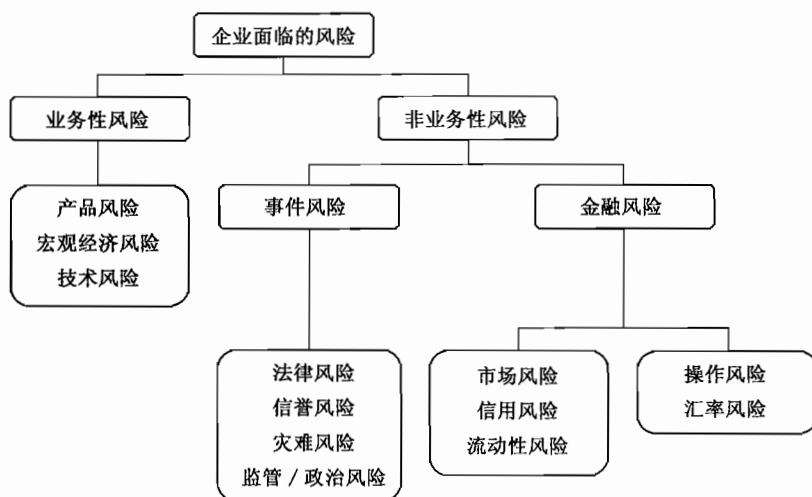 企业面临的风险
业务性风险
非业务性风险
产品风险
宏观经济风险
技术风险
事件风险
金融风险
法律风险
信誉风险
灾难风险
监管/政治风险
市场风险
信用风险
流动性风险
操作风险
汇率风险